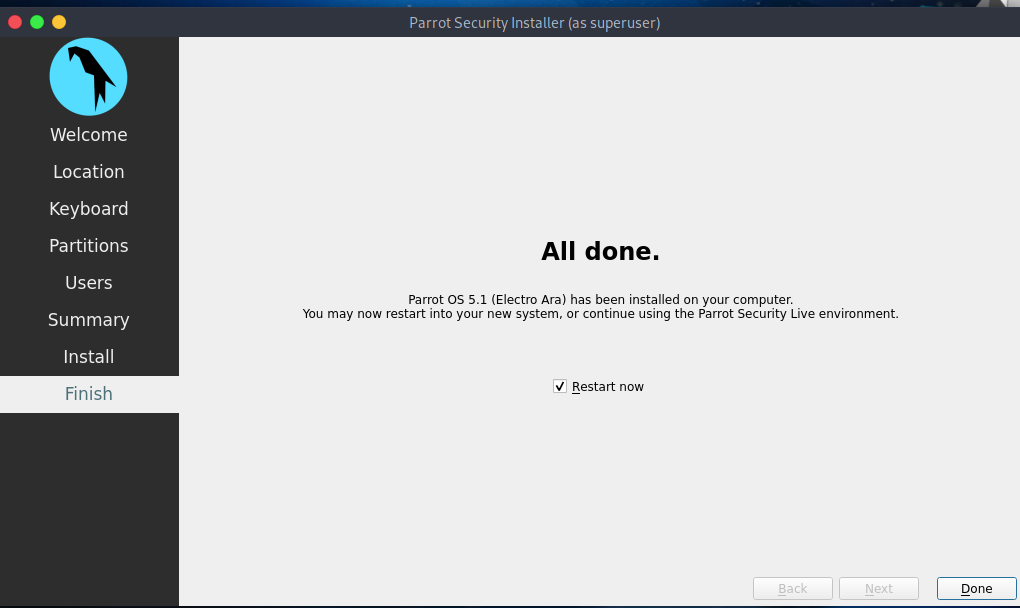 Parrot Security Installer (as superuser)
Welcome
Location
Keyboard
Partitions
Users
Summary
Install
Finish
All done.
Parrot OS 5.1 (Electro Ara) has been installed on your computer.
You may now restart into your new system, or continue using the Parrot Security Live environment.
Restart now
Back
Next
Done